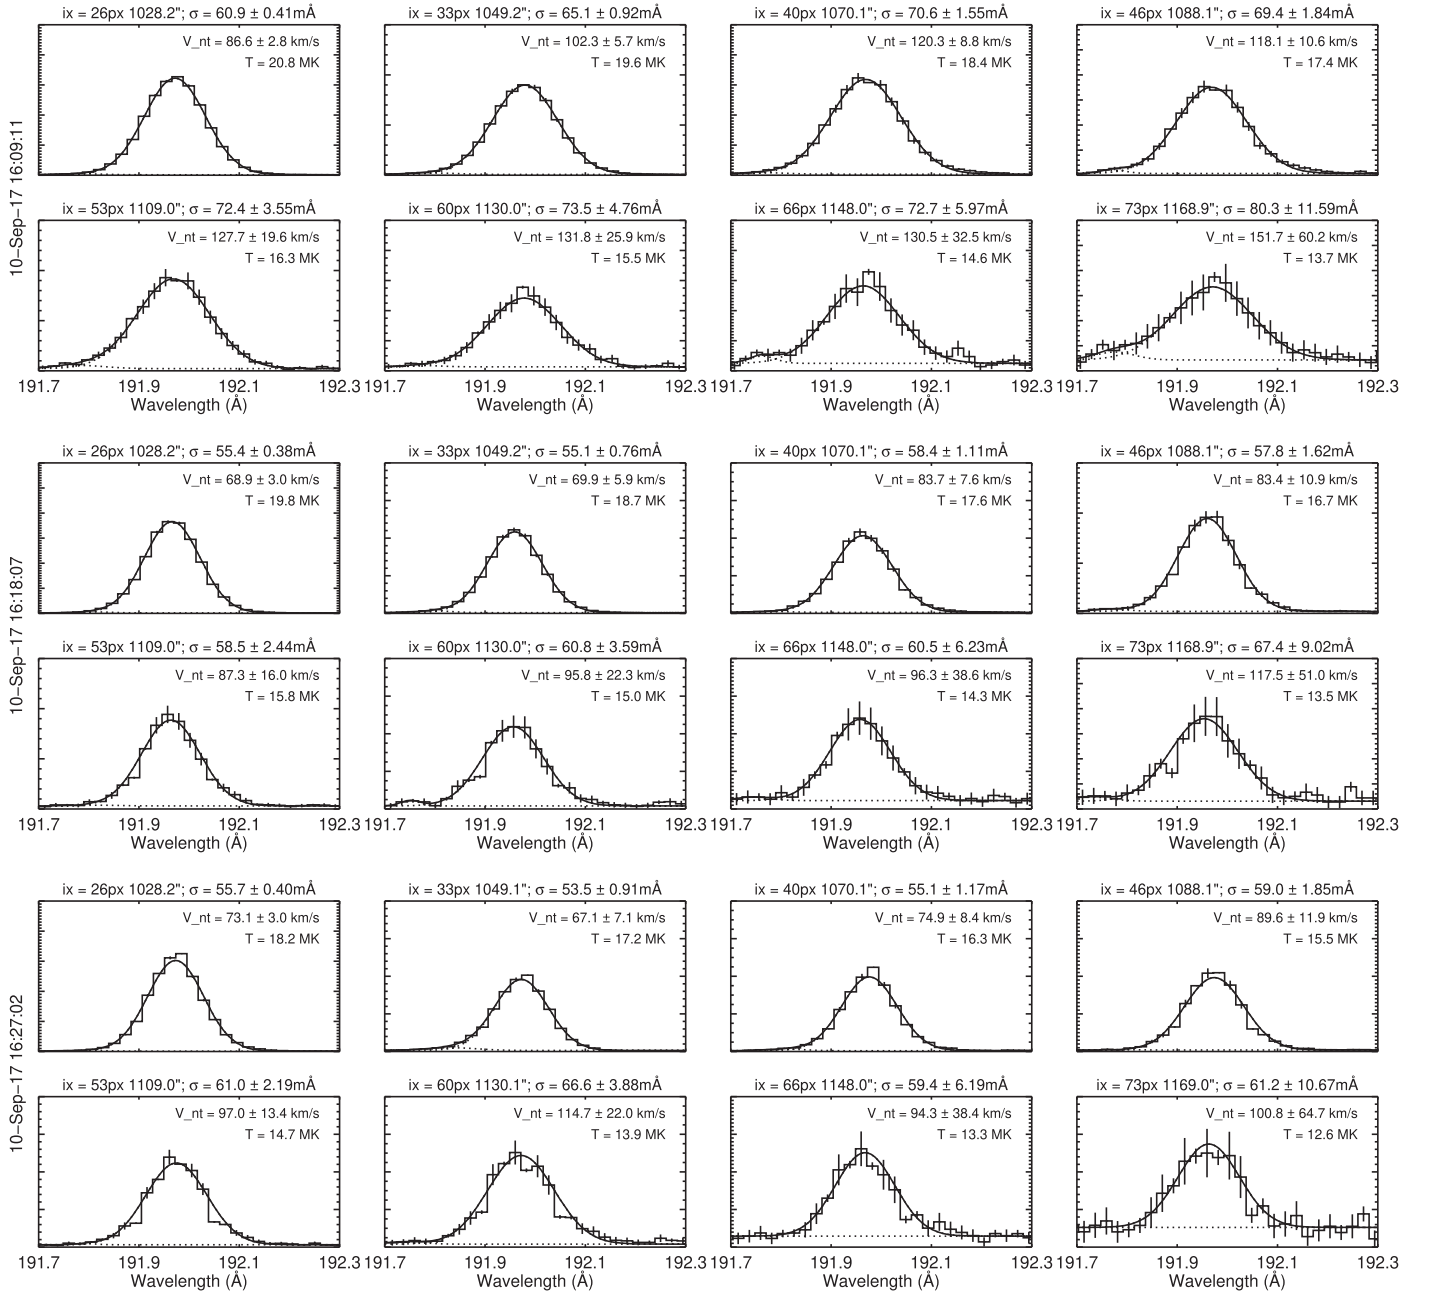 ix = 26px 1028.2"; σ = 60.9 ± 0.41mÅ
V_nt = 86.6 ± 2.8 km/s
T = 20.8 MK
ix = 33px 1049.2"; σ = 65.1 ± 0.92mÅ
V_nt = 102.3 ± 5.7 km/s
T = 19.6 MK
ix = 40px 1070.1"; σ = 70.6 ± 1.55mÅ
V_nt = 120.3 ± 8.8 km/s
T = 18.4 MK
ix = 46px 1088.1"; σ = 69.4 ± 1.84mÅ
V_nt = 118.1 ± 10.6 km/s
T = 17.4 MK
10–Sep–17 16:09:11
ix = 53px 1109.0"; σ = 72.4 ± 3.55mÅ
V_nt = 127.7 ± 19.6 km/s
T = 16.3 MK
ix = 60px 1130.0"; σ = 73.5 ± 4.76mÅ
V_nt = 131.8 ± 25.9 km/s
T = 15.5 MK
ix = 66px 1148.0"; σ = 72.7 ± 5.97mÅ
V_nt = 130.5 ± 32.5 km/s
T = 14.6 MK
ix = 73px 1168.9"; σ = 80.3 ± 11.59mÅ
V_nt = 151.7 ± 60.2 km/s
T = 13.7 MK
191.7 191.9 192.1 192.3 191.7 191.9 192.1 192.3 191.7 191.9 192.1 192.3 191.7 191.9 192.1 192.3
Wavelength (Å) Wavelength (Å) Wavelength (Å) Wavelength (Å)
ix = 26px 1028.2"; σ = 55.4 ± 0.38mÅ
V_nt = 68.9 ± 3.0 km/s
T = 19.8 MK
ix = 33px 1049.2"; σ = 55.1 ± 0.76mÅ
V_nt = 69.9 ± 5.9 km/s
T = 18.7 MK
ix = 40px 1070.1"; σ = 58.4 ± 1.11mÅ
V_nt = 83.7 ± 7.6 km/s
T = 17.6 MK
ix = 46px 1088.1"; σ = 57.8 ± 1.62mÅ
V_nt = 83.4 ± 10.9 km/s
T = 16.7 MK
10–Sep–17 16:18:07
ix = 53px 1109.0"; σ = 58.5 ± 2.44mÅ
V_nt = 87.3 ± 16.0 km/s
T = 15.8 MK
ix = 60px 1130.0"; σ = 60.8 ± 3.59mÅ
V_nt = 95.8 ± 22.3 km/s
T = 15.0 MK
ix = 66px 1148.0"; σ = 60.5 ± 6.23mÅ
V_nt = 96.3 ± 38.6 km/s
T = 14.3 MK
ix = 73px 1168.9"; σ = 67.4 ± 9.02mÅ
V_nt = 117.5 ± 51.0 km/s
T = 13.5 MK
191.7 191.9 192.1 192.3 191.7 191.9 192.1 192.3 191.7 191.9 192.1 192.3 191.7 191.9 192.1 192.3
Wavelength (Å) Wavelength (Å) Wavelength (Å) Wavelength (Å)
ix = 26px 1028.2"; σ = 55.7 ± 0.40mÅ
V_nt = 73.1 ± 3.0 km/s
T = 18.2 MK
ix = 33px 1049.1"; σ = 53.5 ± 0.91mÅ
V_nt = 67.1 ± 7.1 km/s
T = 17.2 MK
ix = 40px 1070.1"; σ = 55.1 ± 1.17mÅ
V_nt = 74.9 ± 8.4 km/s
T = 16.3 MK
ix = 46px 1088.1"; σ = 59.0 ± 1.85mÅ
V_nt = 89.6 ± 11.9 km/s
T = 15.5 MK
10–Sep–17 16:27:02
ix = 53px 1109.0"; σ = 61.0 ± 2.19mÅ
V_nt = 97.0 ± 13.4 km/s
T = 14.7 MK
ix = 60px 1130.1"; σ = 66.6 ± 3.88mÅ
V_nt = 114.7 ± 22.0 km/s
T = 13.9 MK
ix = 66px 1148.0"; σ = 59.4 ± 6.19mÅ
V_nt = 94.3 ± 38.4 km/s
T = 13.3 MK
ix = 73px 1169.0"; σ = 61.2 ± 10.67mÅ
V_nt = 100.8 ± 64.7 km/s
T = 12.6 MK
191.7 191.9 192.1 192.3 191.7 191.9 192.1 192.3 191.7 191.9 192.1 192.3 191.7 191.9 192.1 192.3
Wavelength (Å) Wavelength (Å) Wavelength (Å) Wavelength (Å)